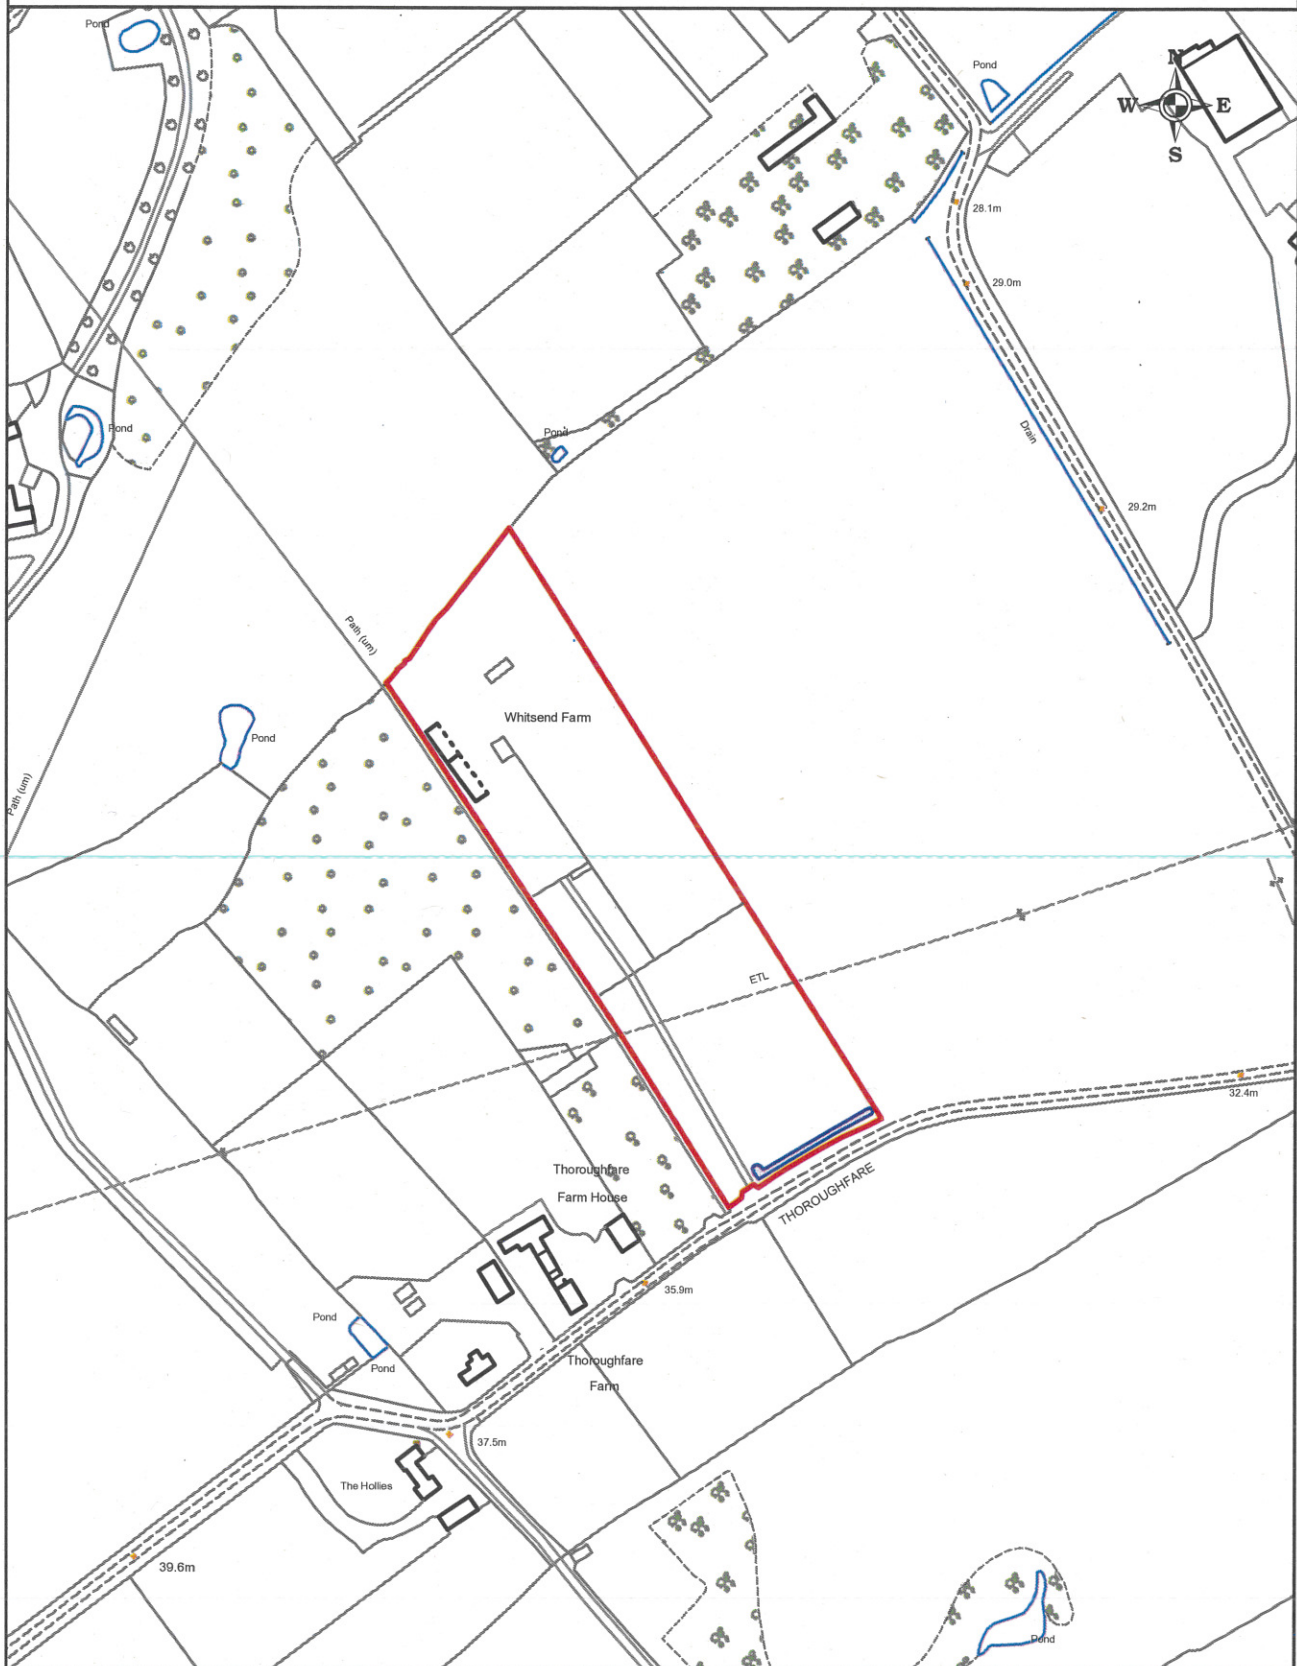 Pond
Pond
N
W E
S
28.1m
29.0m
Pond
Pond
Drain
29.2m
Path (um)
Whitsend Farm
Pond
Path (um)
ETL
32.4m
Thoroughfare
Farm House
THOROUGHFARE
35.9m
Pond
Pond
Thoroughfare
Farm
37.5m
The Hollies
39.6m
Pond